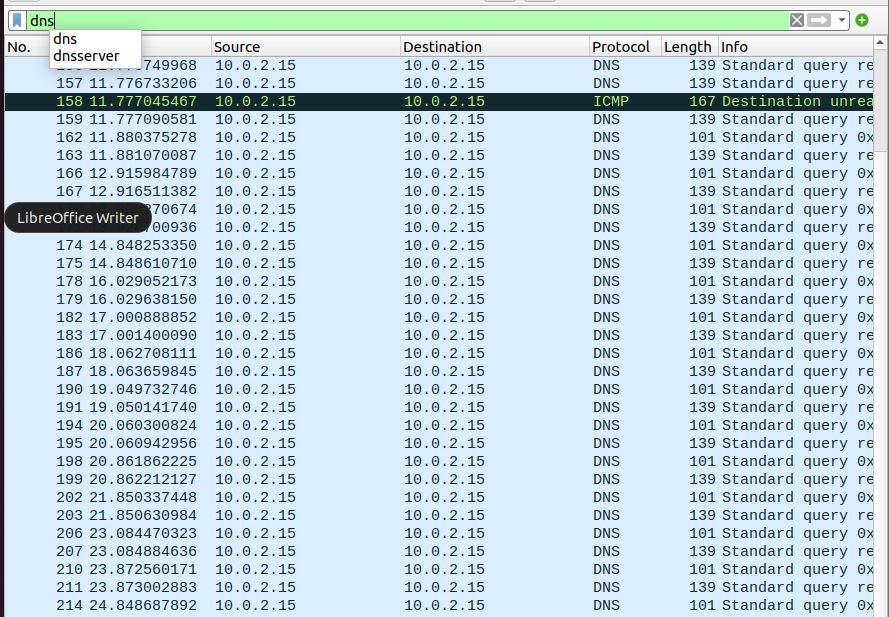 dns
No. Source Destination Protocol Length Info
dns
dnsserver
749968 10.0.2.15 10.0.2.15 DNS 139 Standard query re
157 11.776733206 10.0.2.15 10.0.2.15 DNS 139 Standard query re
158 11.777045467 10.0.2.15 10.0.2.15 ICMP 167 Destination unrea
159 11.777090581 10.0.2.15 10.0.2.15 DNS 139 Standard query re
162 11.880375278 10.0.2.15 10.0.2.15 DNS 101 Standard query 0x
163 11.881070087 10.0.2.15 10.0.2.15 DNS 139 Standard query re
166 12.915984789 10.0.2.15 10.0.2.15 DNS 101 Standard query 0x
167 12.916511382 10.0.2.15 10.0.2.15 DNS 139 Standard query re
370674 10.0.2.15 10.0.2.15 DNS 101 Standard query 0x
LibreOffice Writer
700936 10.0.2.15 10.0.2.15 DNS 139 Standard query re
174 14.848253350 10.0.2.15 10.0.2.15 DNS 101 Standard query 0x
175 14.848610710 10.0.2.15 10.0.2.15 DNS 139 Standard query re
178 16.029052173 10.0.2.15 10.0.2.15 DNS 101 Standard query 0x
179 16.029638150 10.0.2.15 10.0.2.15 DNS 139 Standard query re
182 17.000888852 10.0.2.15 10.0.2.15 DNS 101 Standard query 0x
183 17.001400090 10.0.2.15 10.0.2.15 DNS 139 Standard query re
186 18.062708111 10.0.2.15 10.0.2.15 DNS 101 Standard query 0x
187 18.063659845 10.0.2.15 10.0.2.15 DNS 139 Standard query re
190 19.049732746 10.0.2.15 10.0.2.15 DNS 101 Standard query 0x
191 19.050141740 10.0.2.15 10.0.2.15 DNS 139 Standard query re
194 20.060300824 10.0.2.15 10.0.2.15 DNS 101 Standard query 0x
195 20.060942956 10.0.2.15 10.0.2.15 DNS 139 Standard query re
198 20.861862225 10.0.2.15 10.0.2.15 DNS 101 Standard query 0x
199 20.862212127 10.0.2.15 10.0.2.15 DNS 139 Standard query re
202 21.850337448 10.0.2.15 10.0.2.15 DNS 101 Standard query 0x
203 21.850630984 10.0.2.15 10.0.2.15 DNS 139 Standard query re
206 23.084470323 10.0.2.15 10.0.2.15 DNS 101 Standard query 0x
207 23.084884636 10.0.2.15 10.0.2.15 DNS 139 Standard query re
210 23.872560171 10.0.2.15 10.0.2.15 DNS 101 Standard query 0x
211 23.873002883 10.0.2.15 10.0.2.15 DNS 139 Standard query re
214 24.848687892 10.0.2.15 10.0.2.15 DNS 101 Standard query 0x